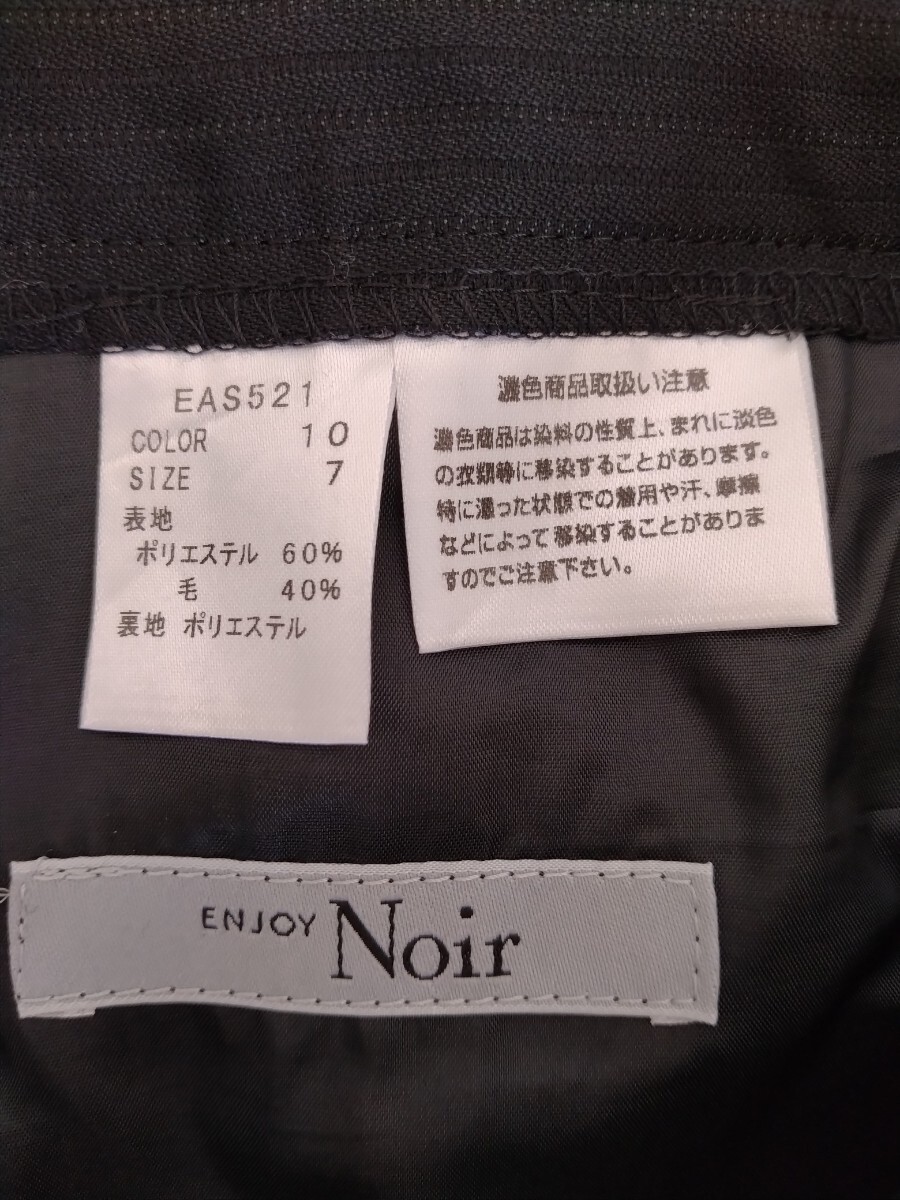 EAS521
COLOR 10
SIZE 7
表地
ポリエステル 60%
毛 40%
裏地 ポリエステル
濃色商品取扱い注意
濃色商品は染料の性質上、まれに淡色
の衣類等に移染することがあります。
特に湿った状態での着用や汗、摩擦
などによって移染することがありま
すのでご注意下さい。
ENJOY Noir